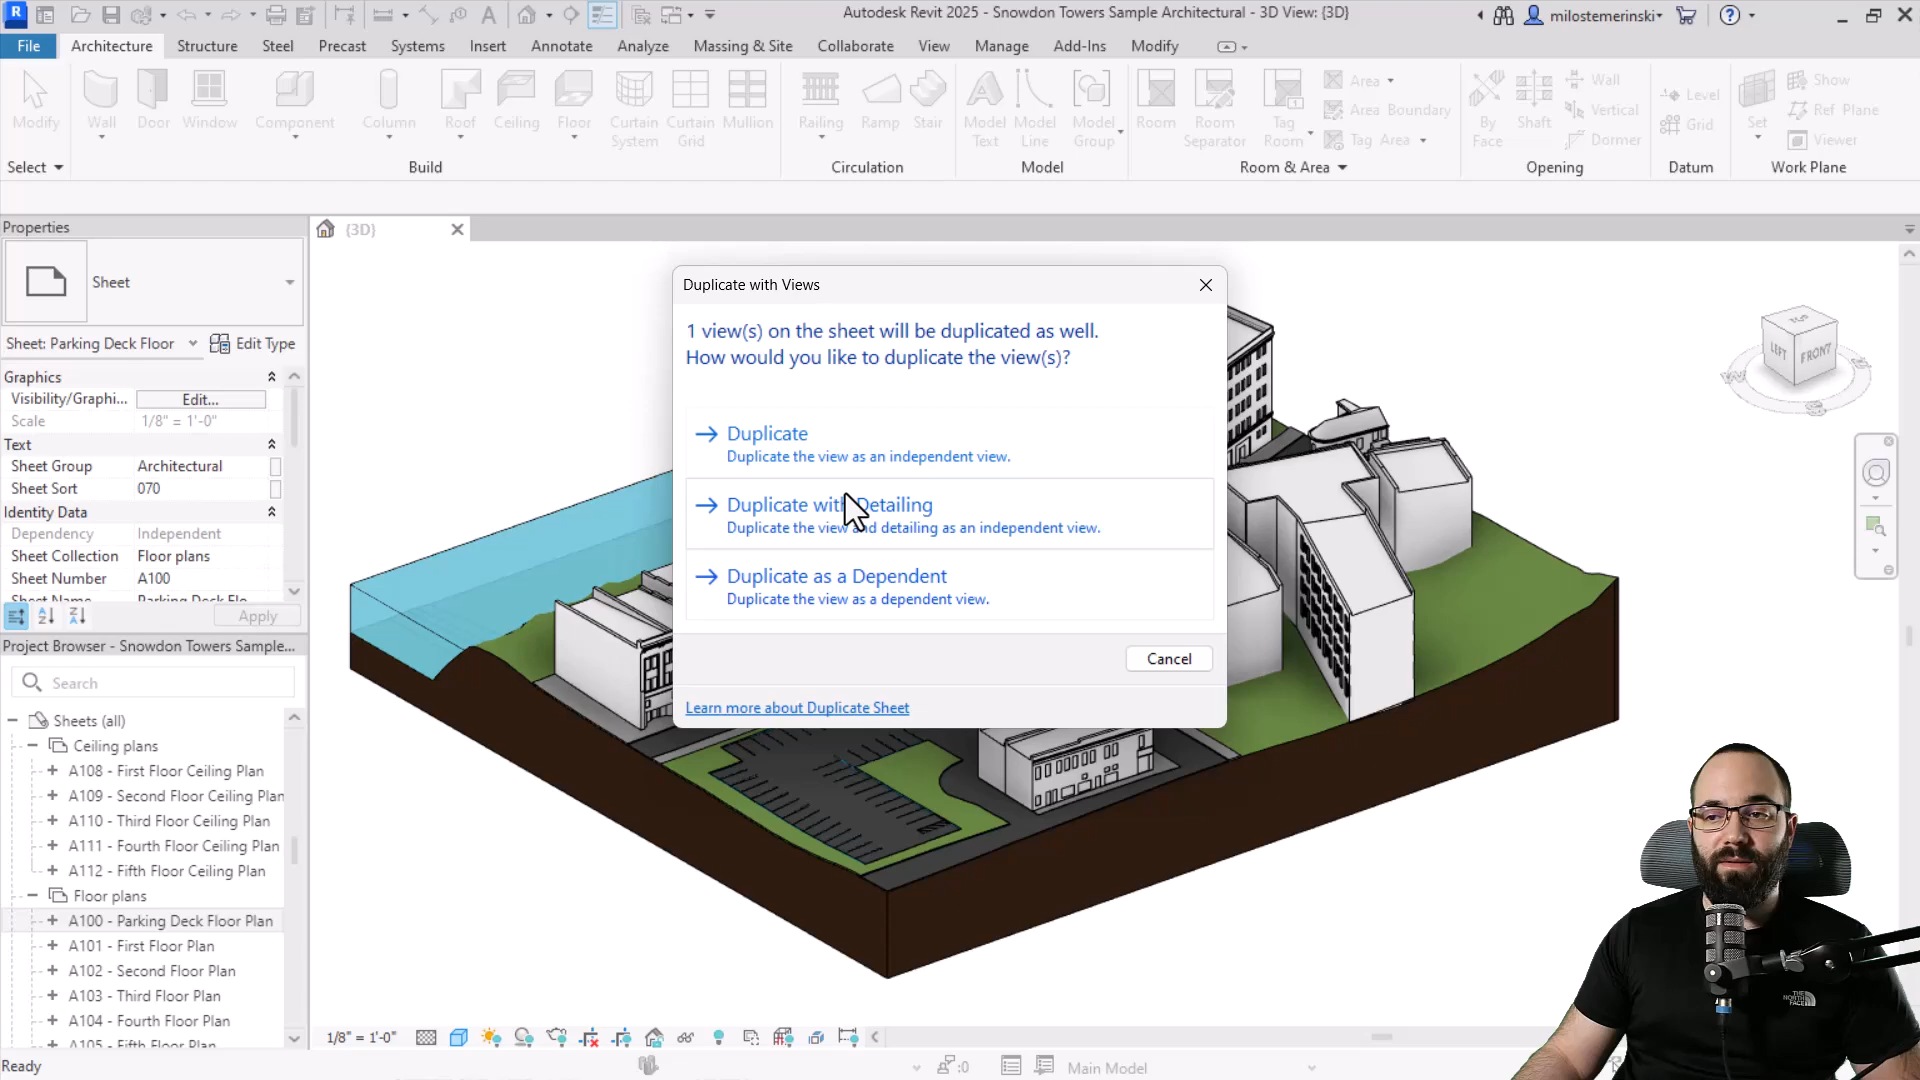 Autodesk Revit 2025 - Snowdon Towers Sample Architectural - 3D View: {3D}
milostemerinski
File Architecture Structure Steel Precast Systems Insert Annotate Analyze Massing & Site Collaborate View Manage Add-Ins Modify
Modify Wall Door Window Component Column Roof Ceiling Floor Curtain System Curtain Grid Mullion Railing Ramp Stair Model Text Model Line Model Group Room Room Separator Tag Room Area Area Boundary Tag Area By Face Shaft Wall Vertical Dormer Level Grid Set Show Ref Plane Viewer
Select Build Circulation Model Room & Area Opening Datum Work Plane
Properties
{3D}
Sheet
Sheet: Parking Deck Floor Edit Type
Graphics
Visibility/Graphi... Edit...
Scale 1/8" = 1'-0"
Text
Sheet Group Architectural
Sheet Sort 070
Identity Data
Dependency Independent
Sheet Collection Floor plans
Sheet Number A100
Sheet Name Parking Deck Flo
Apply
Project Browser - Snowdon Towers Sample...
Search
Sheets (all)
Ceiling plans
A108 - First Floor Ceiling Plan
A109 - Second Floor Ceiling Plan
A110 - Third Floor Ceiling Plan
A111 - Fourth Floor Ceiling Plan
A112 - Fifth Floor Ceiling Plan
Floor plans
A100 - Parking Deck Floor Plan
A101 - First Floor Plan
A102 - Second Floor Plan
A103 - Third Floor Plan
A104 - Fourth Floor Plan
A105 - Fifth Floor Plan
Duplicate with Views
1 view(s) on the sheet will be duplicated as well.
How would you like to duplicate the view(s)?
Duplicate
Duplicate the view as an independent view.
Duplicate with Detailing
Duplicate the view and detailing as an independent view.
Duplicate as a Dependent
Duplicate the view as a dependent view.
Cancel
Learn more about Duplicate Sheet
LEFT FRONT
THE NORTH FACE
1/8" = 1'-0"
Ready
:0
Main Model